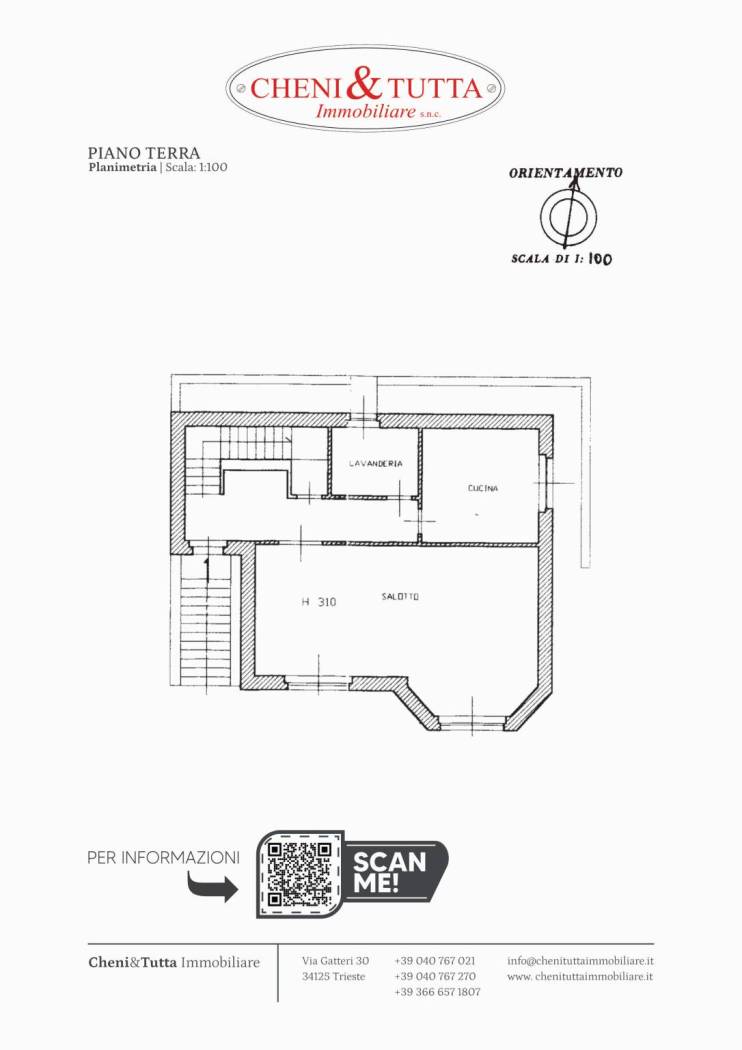 CHENI & TUTTA
Immobiliare s.n.c.
PIANO TERRA
Planimetria | Scala: 1:100
ORIENTAMENTO
SCALA DI 1: 100
LAVANDERIA
CUCINA
H 310
SALOTTO
PER INFORMAZIONI
SCAN
ME!
Cheni&Tutta Immobiliare
Via Gatteri 30
34125 Trieste
+39 040 767 021
+39 040 767 270
+39 366 657 1807
info@chenituttaimmobiliare.it
www. chenituttaimmobiliare.it